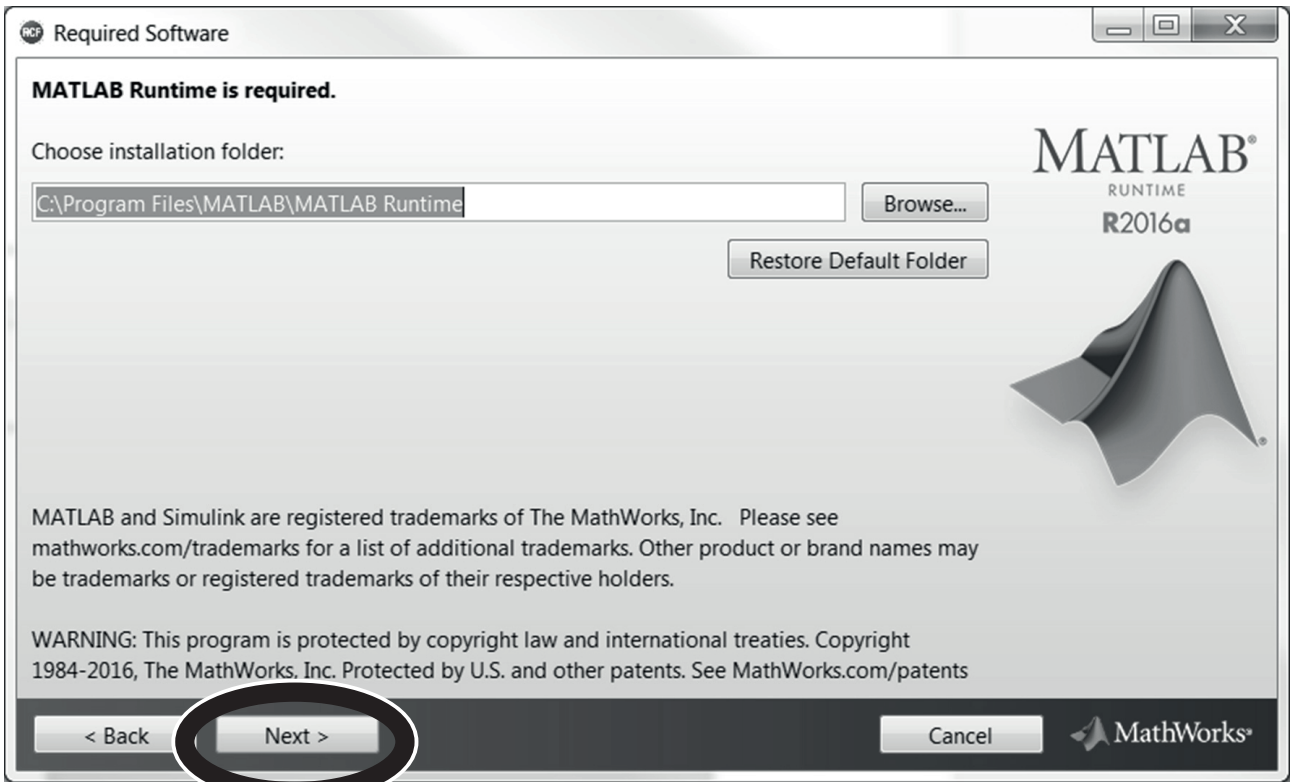 RCF Required Software
MATLAB Runtime is required.
Choose installation folder:
C:\Program Files\MATLAB\MATLAB Runtime
Browse...
Restore Default Folder
MATLAB®
RUNTIME
R2016a
®
MATLAB and Simulink are registered trademarks of The MathWorks, Inc.   Please see
mathworks.com/trademarks for a list of additional trademarks. Other product or brand names may
be trademarks or registered trademarks of their respective holders.
WARNING: This program is protected by copyright law and international treaties. Copyright
1984-2016, The MathWorks, Inc. Protected by U.S. and other patents. See MathWorks.com/patents
< Back
Next >
Cancel
MathWorks®